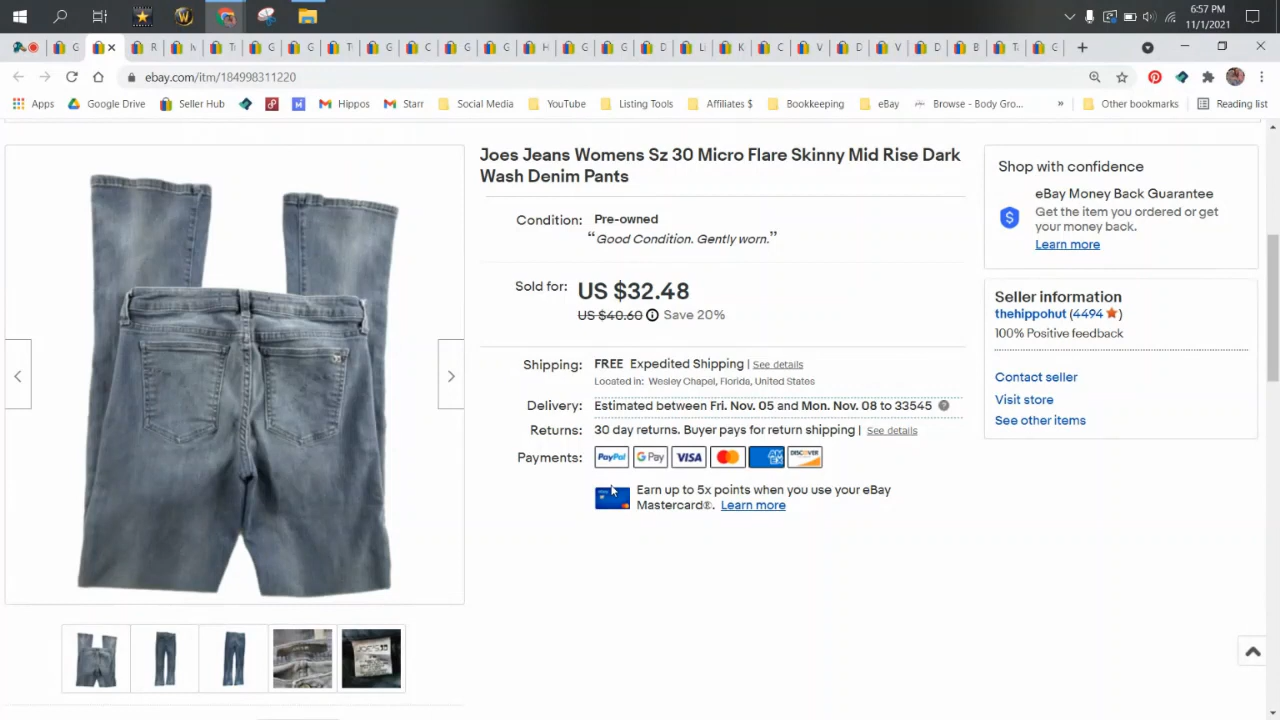 6:57 PM
11/1/2021
G
R
Tl
G
G
G
C
G
G
H
G
G
D
Li
K
C
V
D
V
D
B
G
ebay.com/itm/184998311220
Apps
Google Drive
Seller Hub
Hippos
Starr
Social Media
YouTube
Listing Tools
Affiliates $
Bookkeeping
eBay
Browse - Body Gro...
»
Other bookmarks
Reading list
Joes Jeans Womens Sz 30 Micro Flare Skinny Mid Rise Dark
Wash Denim Pants
Condition: Pre-owned
“Good Condition. Gently worn.”
Sold for: US $32.48
US $40.60 Save 20%
Shipping: FREE Expedited Shipping | See details
Located in: Wesley Chapel, Florida, United States
Delivery: Estimated between Fri. Nov. 05 and Mon. Nov. 08 to 33545
Returns: 30 day returns. Buyer pays for return shipping | See details
Payments: PayPal G Pay VISA AM EX DISCOVER
Earn up to 5x points when you use your eBay
Mastercard®. Learn more
Shop with confidence
eBay Money Back Guarantee
Get the item you ordered or get
your money back.
Learn more
Seller information
thehippohut (4494 )
100% Positive feedback
Contact seller
Visit store
See other items